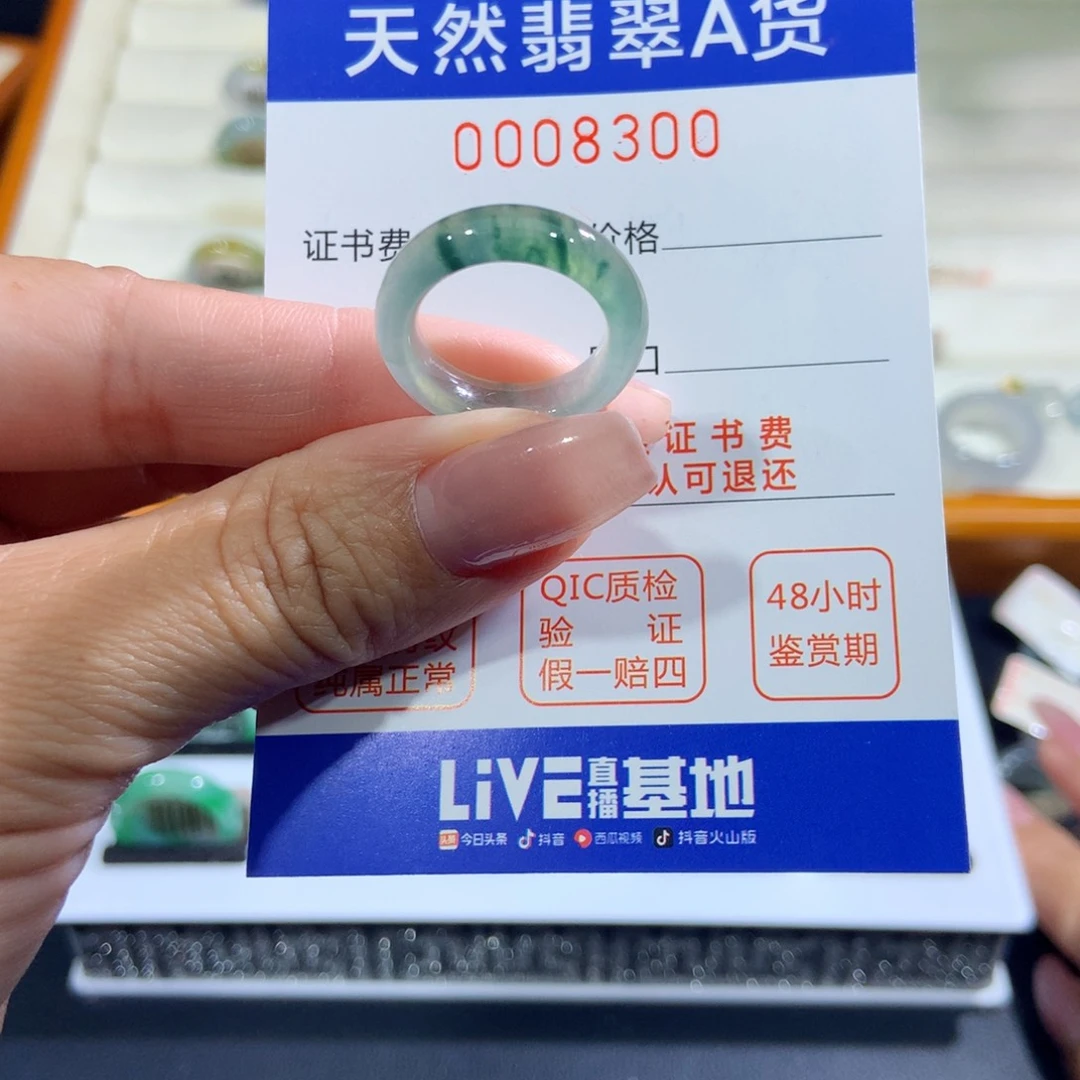 天然翡翠A货
0008300
证书费
价格
口
证书费
认可退还
纯属正常
QIC质检
验 证
假一赔四
48小时
鉴赏期
LiVE直播基地
头条 今日头条 抖音 西瓜视频 抖音火山版